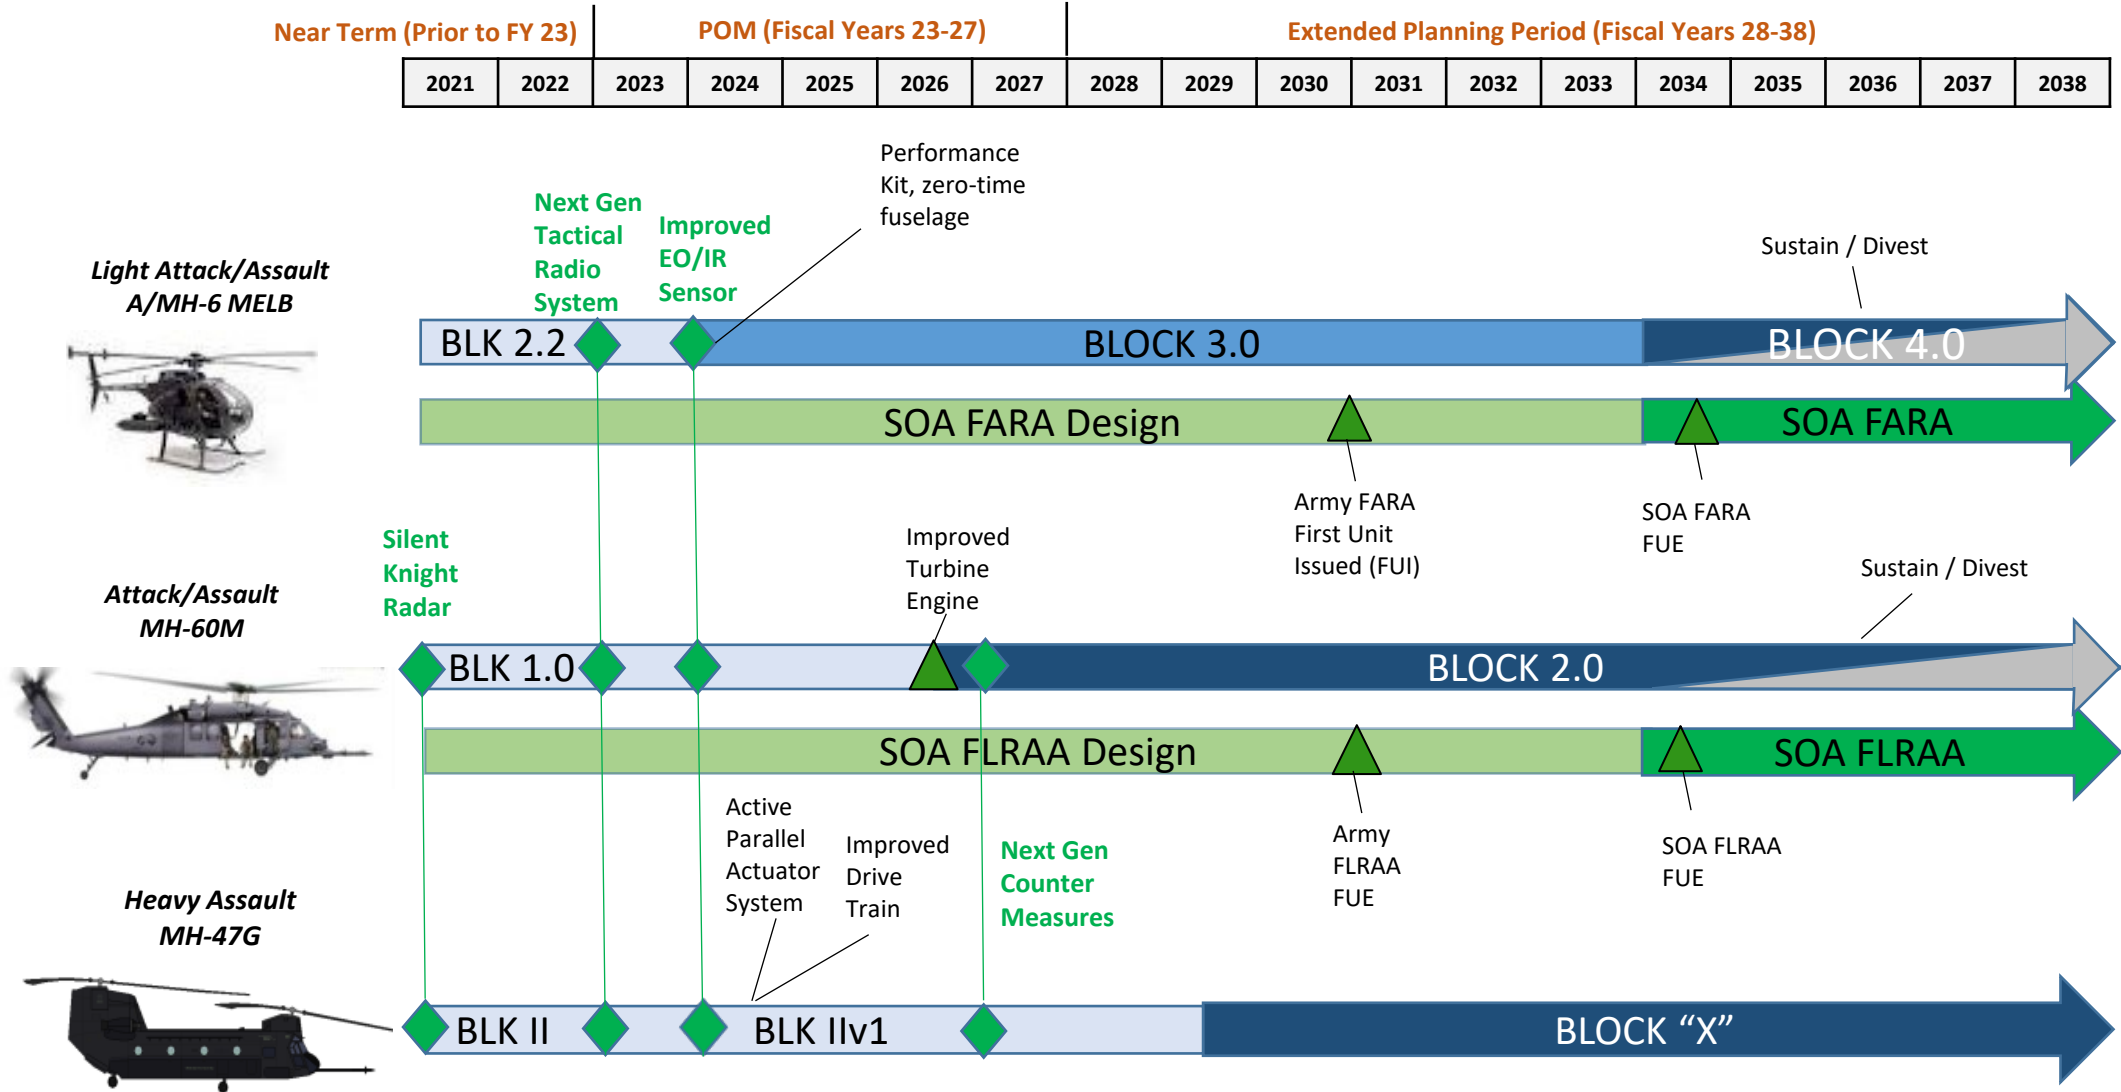 Near Term (Prior to FY 23)
POM (Fiscal Years 23-27)
Extended Planning Period (Fiscal Years 28-38)
2021 2022 2023 2024 2025 2026 2027 2028 2029 2030 2031 2032 2033 2034 2035 2036 2037 2038
Performance
Kit, zero-time
fuselage
Next Gen
Tactical
Radio
System
Improved
EO/IR
Sensor
Sustain / Divest
Light Attack/Assault
A/MH-6 MELB
BLK 2.2
BLOCK 3.0
BLOCK 4.0
SOA FARA Design
SOA FARA
Army FARA
First Unit
Issued (FUI)
SOA FARA
FUE
Silent
Knight
Radar
Improved
Turbine
Engine
Sustain / Divest
Attack/Assault
MH-60M
BLK 1.0
BLOCK 2.0
SOA FLRAA Design
SOA FLRAA
Active
Parallel
Actuator
System
Improved
Drive
Train
Next Gen
Counter
Measures
Army
FLRAA
FUE
SOA FLRAA
FUE
Heavy Assault
MH-47G
BLK II
BLK IIv1
BLOCK “X”